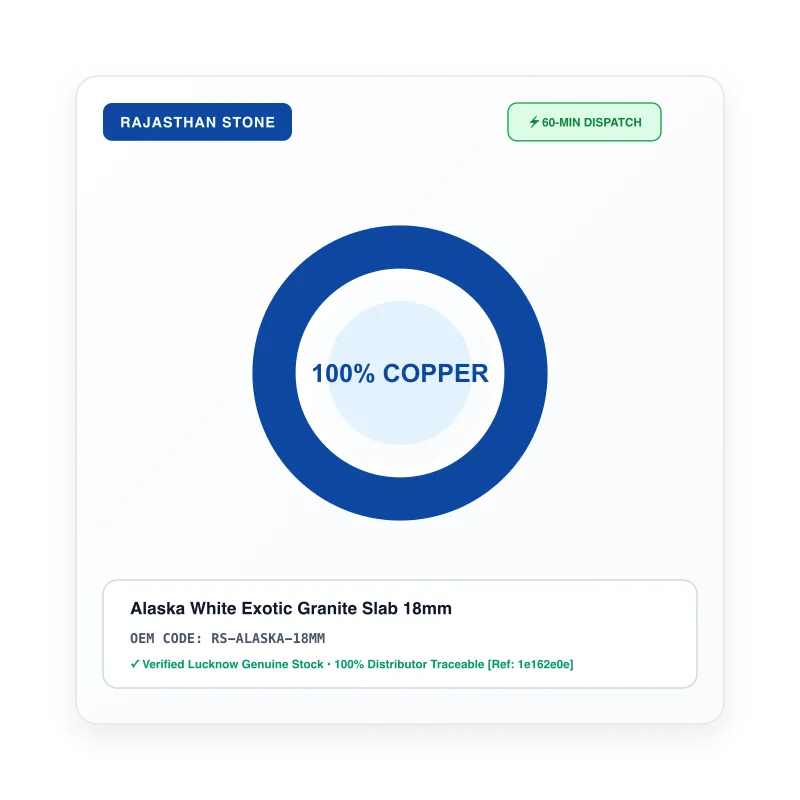 RAJASTHAN STONE
⚡ 60-MIN DISPATCH
100% COPPER
Alaska White Exotic Granite Slab 18mm
OEM CODE: RS-ALASKA-18MM
✓ Verified Lucknow Genuine Stock · 100% Distributor Traceable [Ref: 1e162e0e]